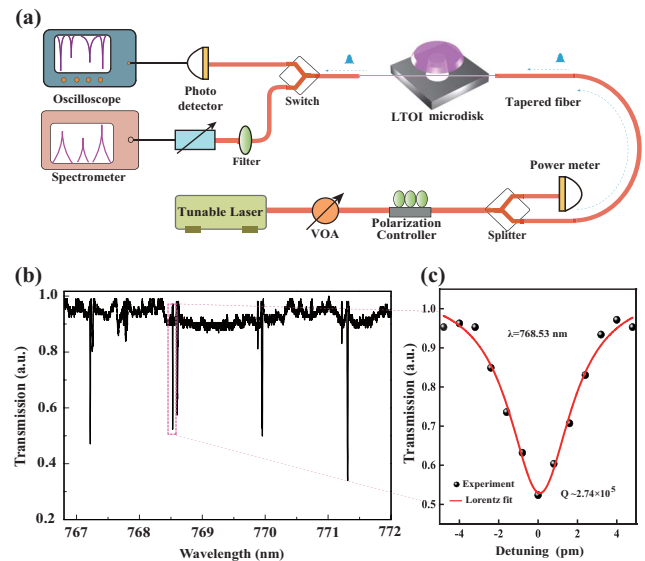 (a)
Oscilloscope
Photo
detector
Switch
LTOI microdisk
Tapered fiber
Spectrometer
Filter
Power meter
Tunable Laser
VOA
Polarization
Controller
Splitter
(b)
1.0
0.8
0.6
0.4
0.2
Transmission (a.u.)
767
768
769
770
771
772
Wavelength (nm)
(c)
1.0
0.9
0.8
0.7
0.6
0.5
Transmission (a.u.)
λ=768.53 nm
Experiment
Lorentz fit
Q ~2.74×10⁵
-4
-2
0
2
4
Detuning (pm)